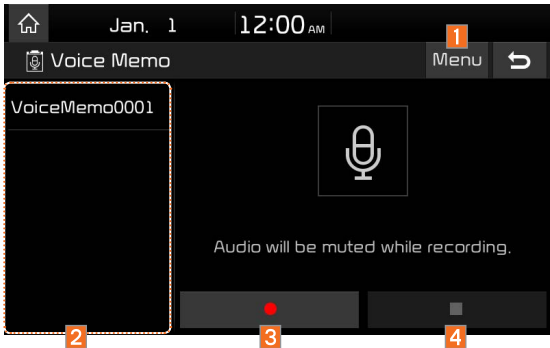 Jan. 1 12:00 AM
1
Voice Memo Menu
VoiceMemo0001
Audio will be muted while recording.
2 3 4